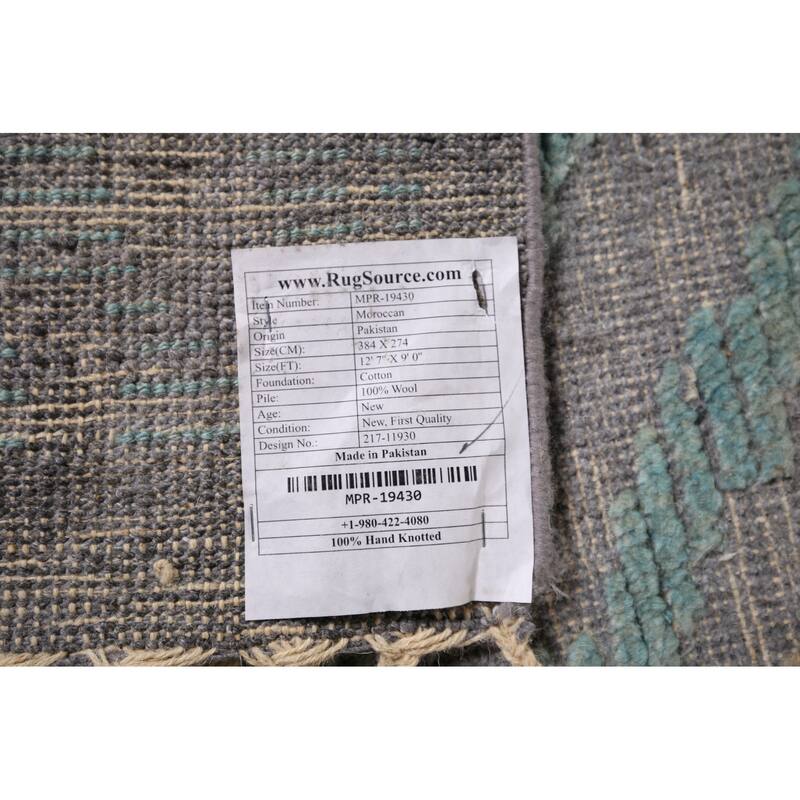 www.RugSource.com
Item Number: MPR-19430
Style Moroccan
Origin Pakistan
Size(CM): 384 X 274
Size(FT): 12' 7" X 9' 0"
Foundation: Cotton
Pile: 100% Wool
Age: New
Condition: New, First Quality
Design No.: 217-11930
Made in Pakistan
MPR-19430
+1-980-422-4080
100% Hand Knotted